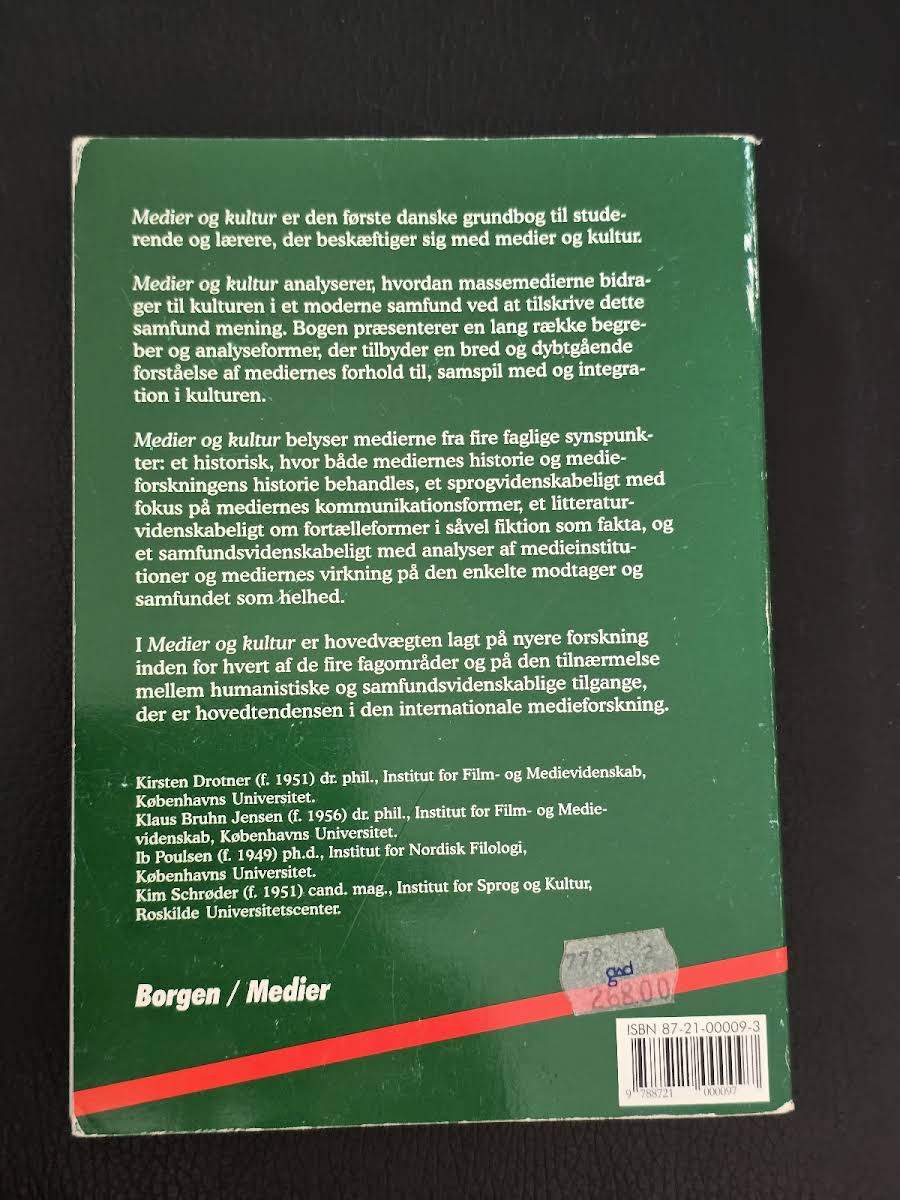 Medier og kultur er den første danske grundbog til stude-
rende og lærere, der beskæftiger sig med medier og kultur.
Medier og kultur analyserer, hvordan massemedierne bidra-
ger til kulturen i et moderne samfund ved at tilskrive dette
samfund mening. Bogen præsenterer en lang række begre-
ber og analyseformer, der tilbyder en bred og dybtgående
forståelse af mediernes forhold til, samspil med og integra-
tion i kulturen.
Medier og kultur belyser medierne fra fire faglige synspunk-
ter: et historisk, hvor både mediernes historie og medie-
forskningens historie behandles, et sprogvidenskabeligt med
fokus på mediernes kommunikationsformer, et litteratur-
videnskabeligt om fortælleformer i såvel fiktion som fakta, og
et samfundsvidenskabeligt med analyser af medieinstitu-
tioner og mediernes virkning på den enkelte modtager og
samfundet som helhed.
I Medier og kultur er hovedvægten lagt på nyere forskning
inden for hvert af de fire fagområder og på den tilnærmelse
mellem humanistiske og samfundsvidenskablige tilgange,
der er hovedtendensen i den internationale medieforskning.
Kirsten Drotner (f. 1951) dr. phil., Institut for Film- og Medievidenskab,
Københavns Universitet.
Klaus Bruhn Jensen (f. 1956) dr. phil., Institut for Film- og Medie-
videnskab, Københavns Universitet.
Ib Poulsen (f. 1949) ph.d., Institut for Nordisk Filologi,
Københavns Universitet.
Kim Schrøder (f. 1951) cand. mag., Institut for Sprog og Kultur,
Roskilde Universitetscenter.
gad
268.00
Borgen / Medier
ISBN 87-21-00009-3
9 788721 000097